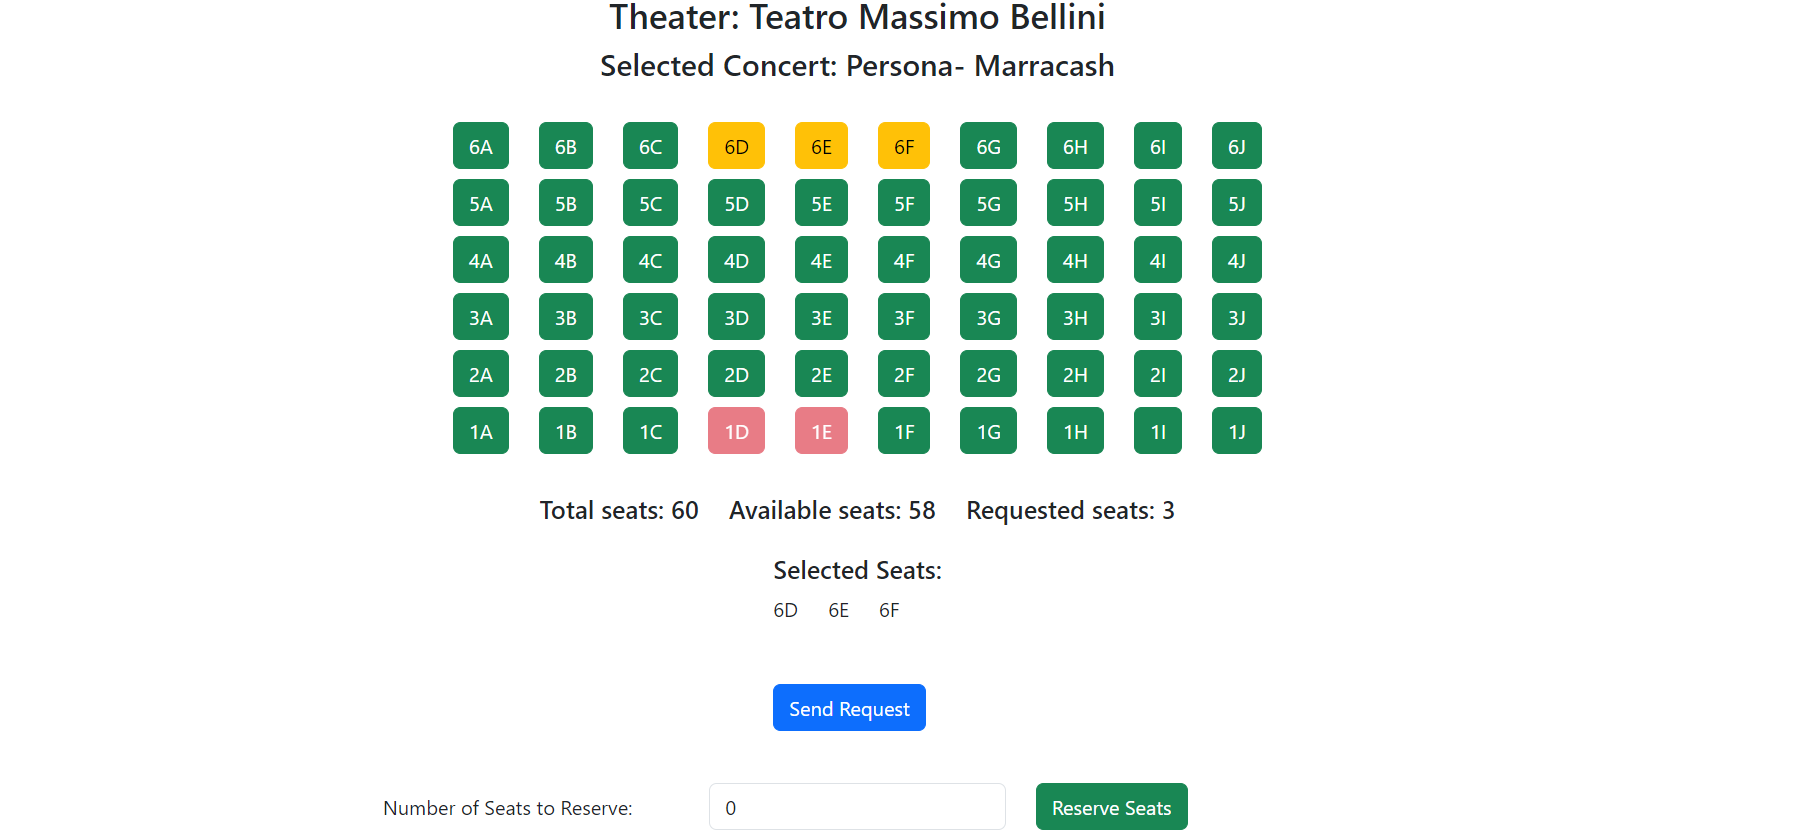 Theater: Teatro Massimo Bellini
Selected Concert: Persona- Marracash
6A 6B 6C 6D 6E 6F 6G 6H 6I 6J
5A 5B 5C 5D 5E 5F 5G 5H 5I 5J
4A 4B 4C 4D 4E 4F 4G 4H 4I 4J
3A 3B 3C 3D 3E 3F 3G 3H 3I 3J
2A 2B 2C 2D 2E 2F 2G 2H 2I 2J
1A 1B 1C 1D 1E 1F 1G 1H 1I 1J
Total seats: 60 Available seats: 58 Requested seats: 3
Selected Seats:
6D 6E 6F
Send Request
Number of Seats to Reserve: 0 Reserve Seats